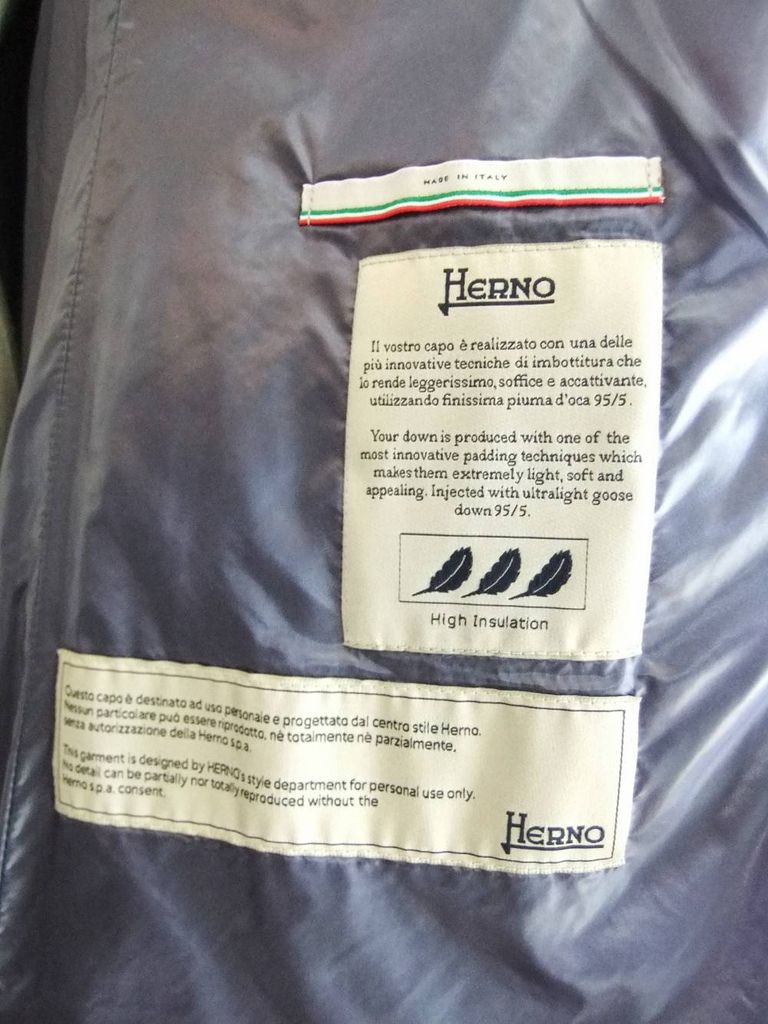 MADE IN ITALY
HERNO
Il vostro capo è realizzato con una delle
più innovative tecniche di imbottitura che
lo rende leggerissimo, soffice e accattivante,
utilizzando finissima piuma d'oca 95/5.
Your down is produced with one of the
most innovative padding techniques which
makes them extremely light, soft and
appealing. Injected with ultralight goose
down 95/5.
High Insulation
Questo capo è destinato ad uso personale e progettato dal centro stile Herno.
Nessun particolare può essere riprodotto, nè totalmente nè parzialmente,
senza autorizzazione della Herno s.p.a.
This garment is designed by HERNO's style department for personal use only.
No detail can be partially nor totally reproduced without the
Herno s.p.a. consent.
HERNO